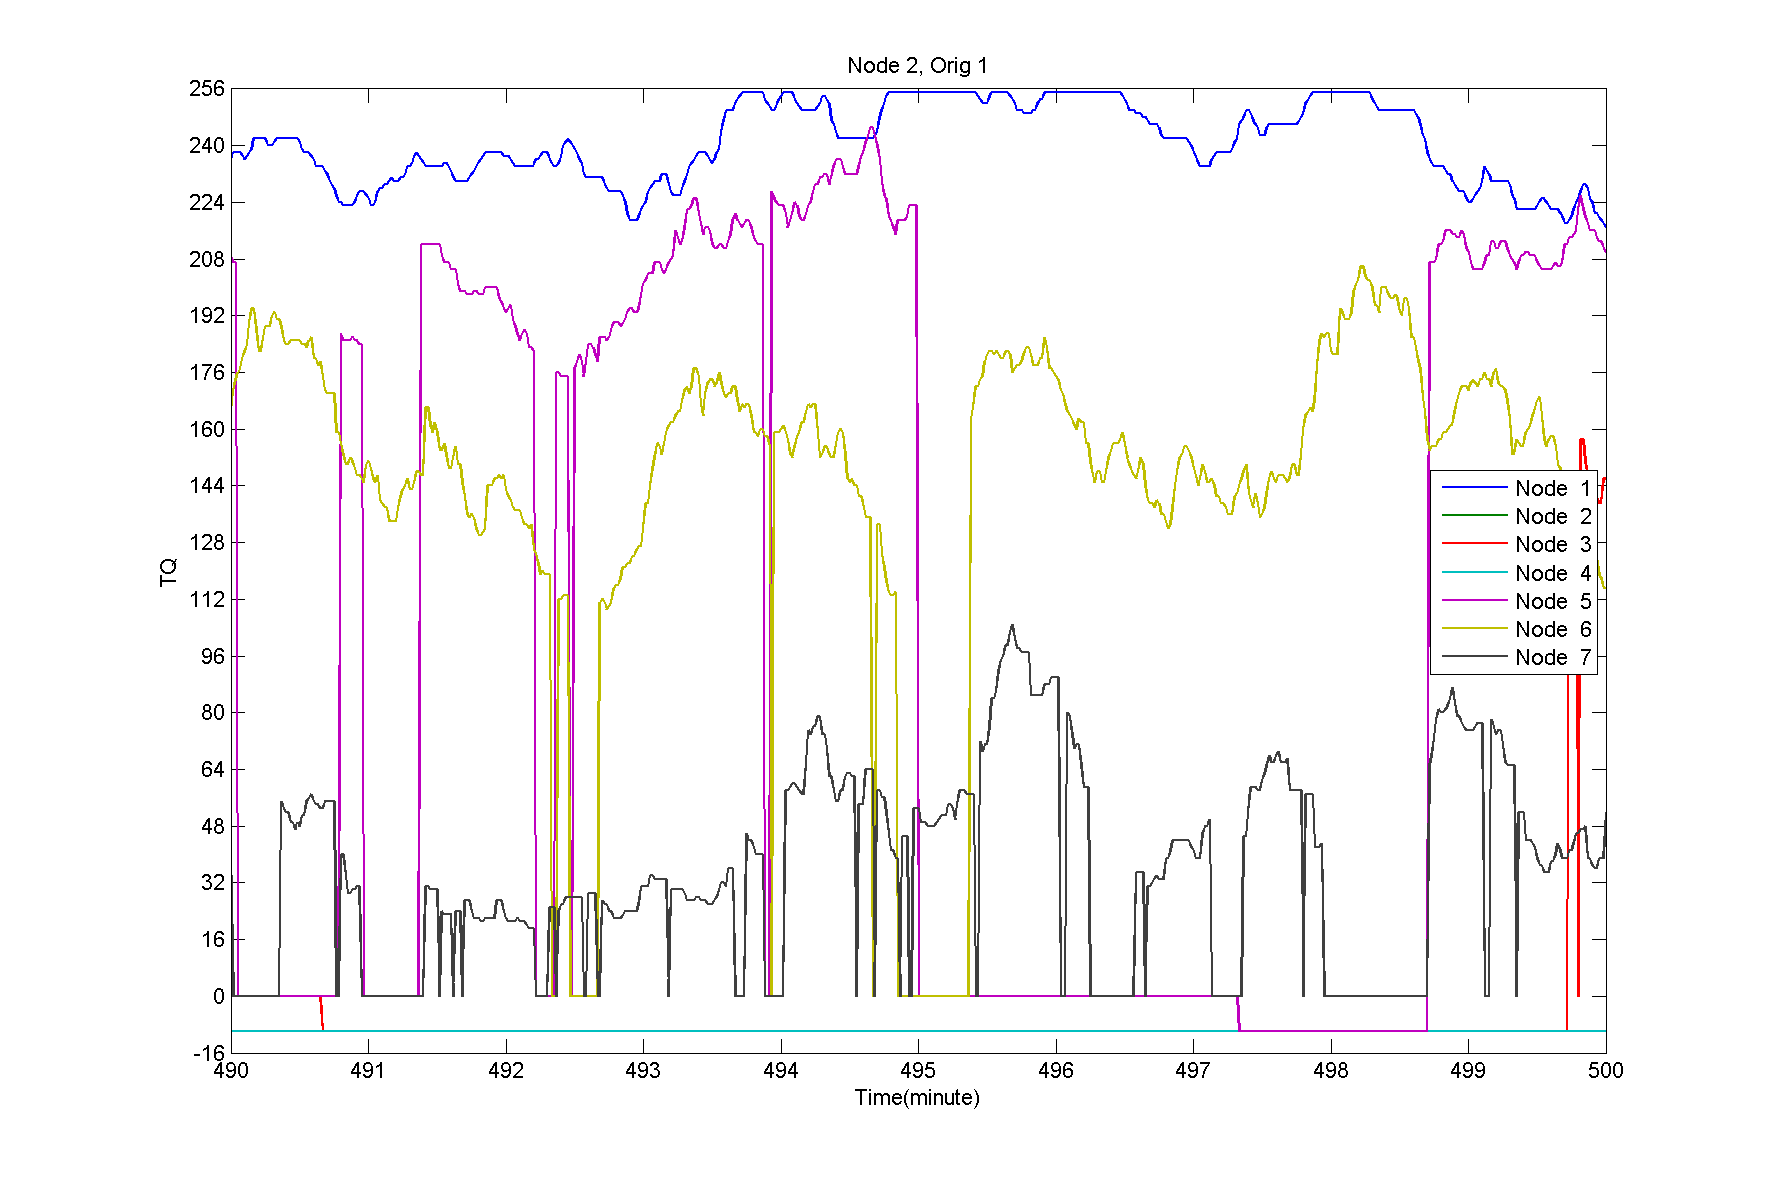 Node 2, Orig 1
256
240
224
208
192
176
160
144
128
112
96
80
64
48
32
16
0
-16
TQ
Node 1
Node 2
Node 3
Node 4
Node 5
Node 6
Node 7
490 491 492 493 494 495 496 497 498 499 500
Time(minute)